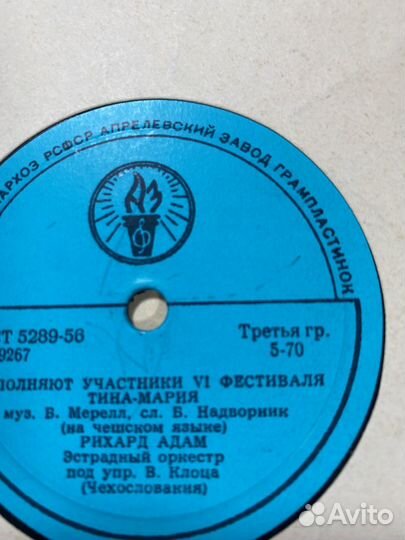 РСФСР АПРЕЛЕВСКИЙ ЗАВОД ГРАМПЛАСТИНОК
АЗ
Т 5289-56
Третья гр.
9267
5-70
ПОЛНЯЮТ УЧАСТНИКИ VI ФЕСТИВАЛЯ
ТИНА-МАРИЯ
муз. В. Мерелл, сл. Б. Надворник
(на чешском языке)
РИХАРД АДАМ
Эстрадный оркестр
под упр. В. Клоца
(Чехословакия)
Avito